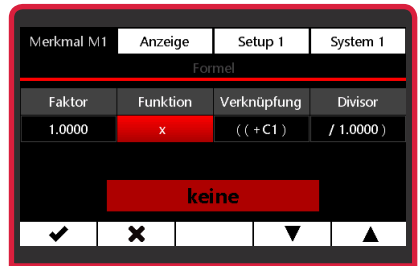 Merkmal M1 Anzeige Setup 1 System 1
Formel
Faktor Funktion Verknüpfung Divisor
1.0000 x ( ( +C1 ) / 1.0000 )
keine